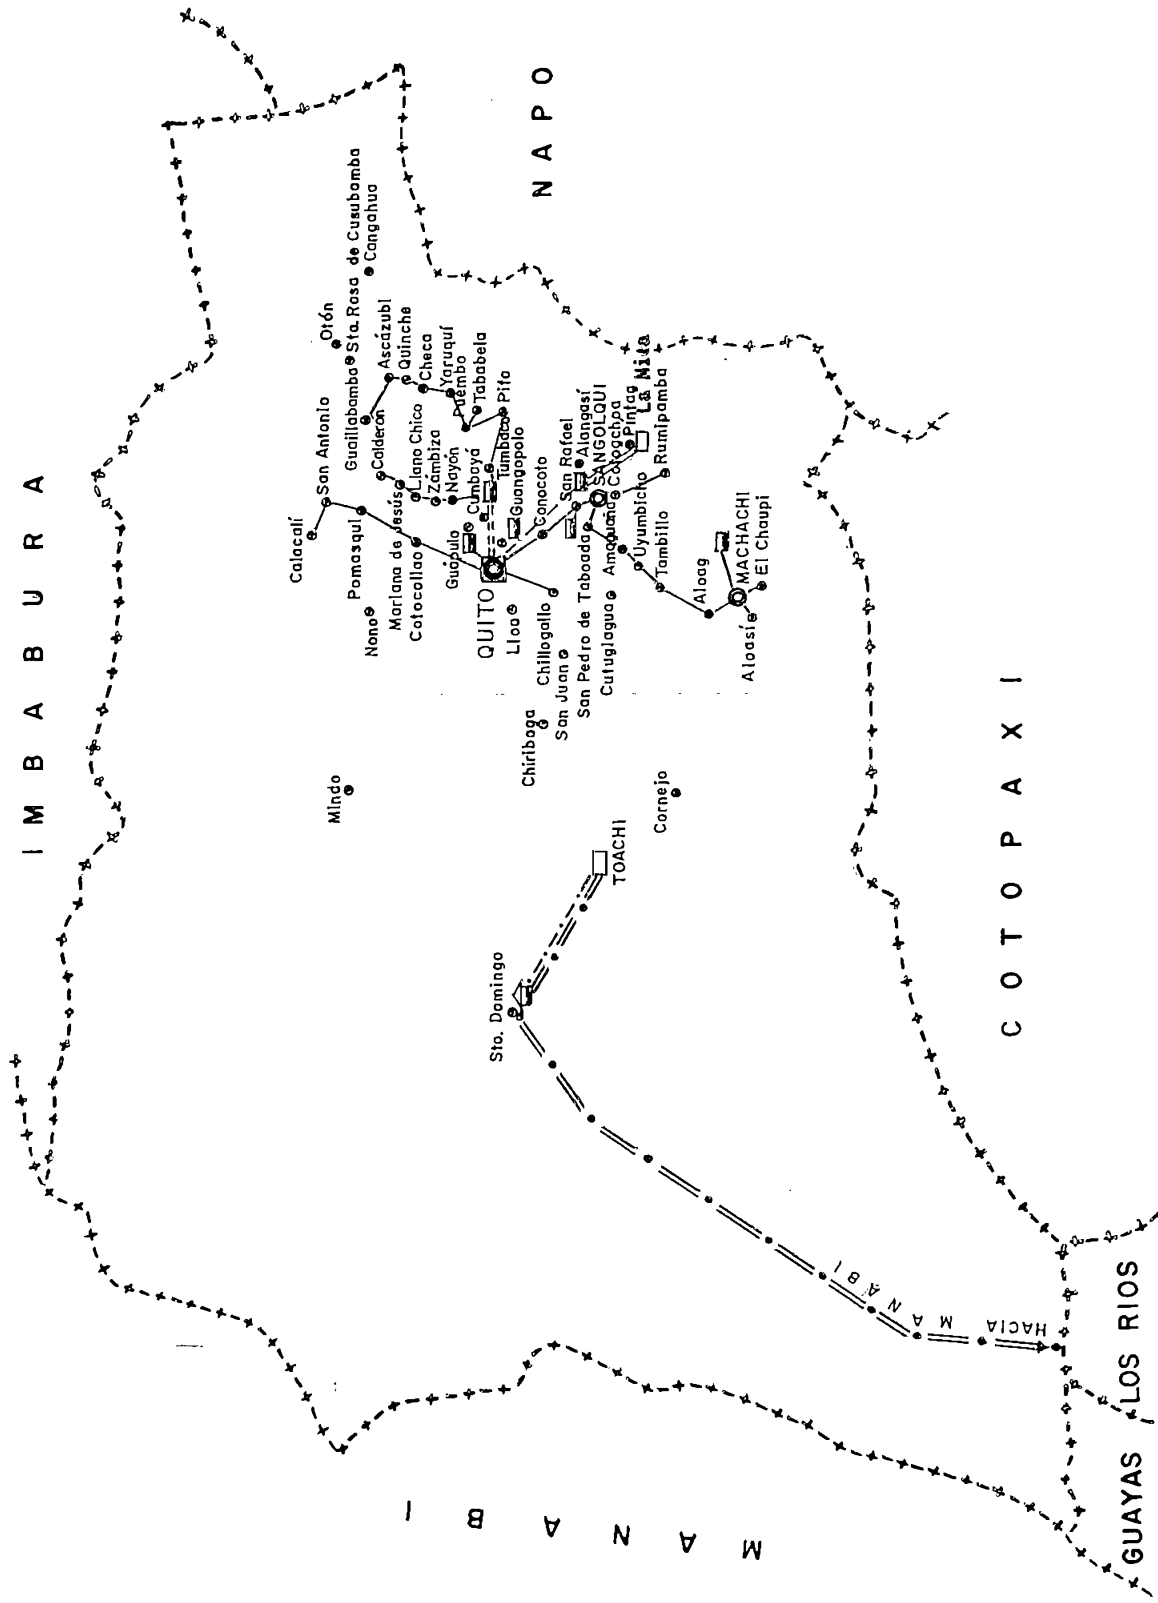 IMBABURA
NAPO
COTOPAXI
MANABI
GUAYAS
LOS RIOS
Otón
Sta. Rosa de Cusubamba
Cangahua
San Antonio
Calacalí
Guaillabamba
Ascázubi
Quinche
Checa
Yaruquí
Puembo
Tababela
Pifo
Pomasqui
Calderón
Nono
Mariana de Jesús
Llano Chico
Cotocollao
Zámbiza
Nayón
Guápulo
Cumbayá
Tumbaco
QUITO
Guangopolo
Lloa
Chillogallo
Conocoto
San Juan
San Rafael
Alangasí
San Pedro de Taboada
SANGOLQUI
Cutuglagua
Amaguaña
Cotogchoa
Pintag
La Mica
Uyumbicho
Rumipamba
Tambillo
Aloag
MACHACHI
Aloasí
El Chaupi
Mindo
Chiriboga
Cornejo
TOACHI
Sto. Domingo
HACIA MANABI